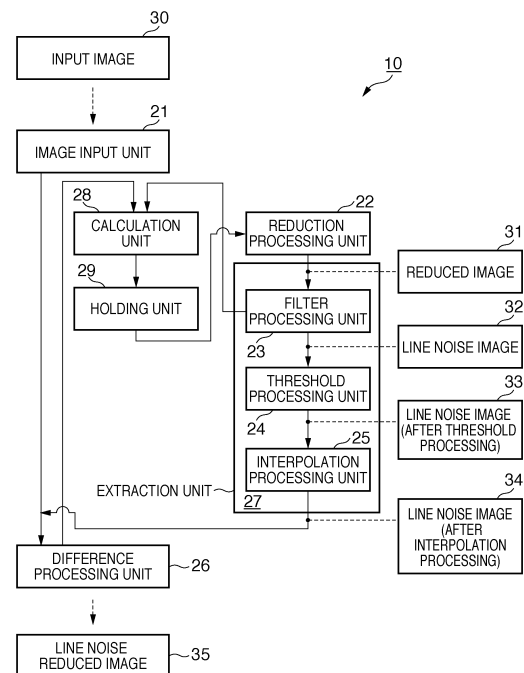 30
INPUT IMAGE
10
21
IMAGE INPUT UNIT
28
CALCULATION
UNIT
22
REDUCTION
PROCESSING UNIT
29
HOLDING UNIT
31
REDUCED IMAGE
FILTER
PROCESSING UNIT
23
32
LINE NOISE IMAGE
THRESHOLD
PROCESSING UNIT
24
33
LINE NOISE IMAGE
(AFTER THRESHOLD
PROCESSING)
25
INTERPOLATION
PROCESSING UNIT
EXTRACTION UNIT
27
34
LINE NOISE IMAGE
(AFTER
INTERPOLATION
PROCESSING)
DIFFERENCE
PROCESSING UNIT
26
LINE NOISE
REDUCED IMAGE
35